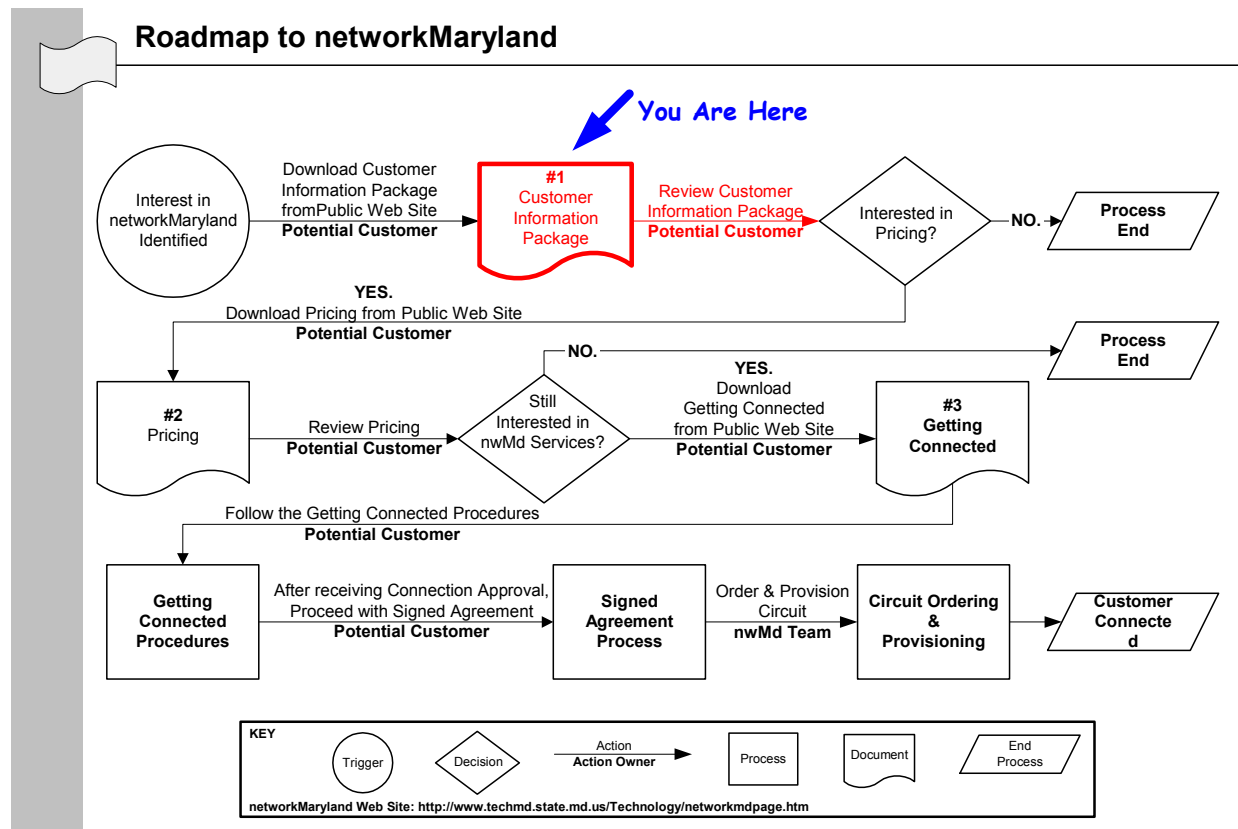 Roadmap to networkMaryland
You Are Here
Interest in
networkMaryland
Identified
Download Customer
Information Package
fromPublic Web Site
Potential Customer
#1
Customer
Information
Package
Review Customer
Information Package
Potential Customer
Interested in
Pricing?
NO.
Process
End
YES.
Download Pricing from Public Web Site
Potential Customer
#2
Pricing
Review Pricing
Potential Customer
Still
Interested in
nwMd Services?
NO.
Process
End
YES.
Download
Getting Connected
from Public Web Site
Potential Customer
#3
Getting
Connected
Follow the Getting Connected Procedures
Potential Customer
Getting
Connected
Procedures
After receiving Connection Approval,
Proceed with Signed Agreement
Potential Customer
Signed
Agreement
Process
Order & Provision
Circuit
nwMd Team
Circuit Ordering
&
Provisioning
Customer
Connecte
d
KEY
Trigger
Decision
Action
Action Owner
Process
Document
End
Process
networkMaryland Web Site: http://www.techmd.state.md.us/Technology/networkmdpage.htm